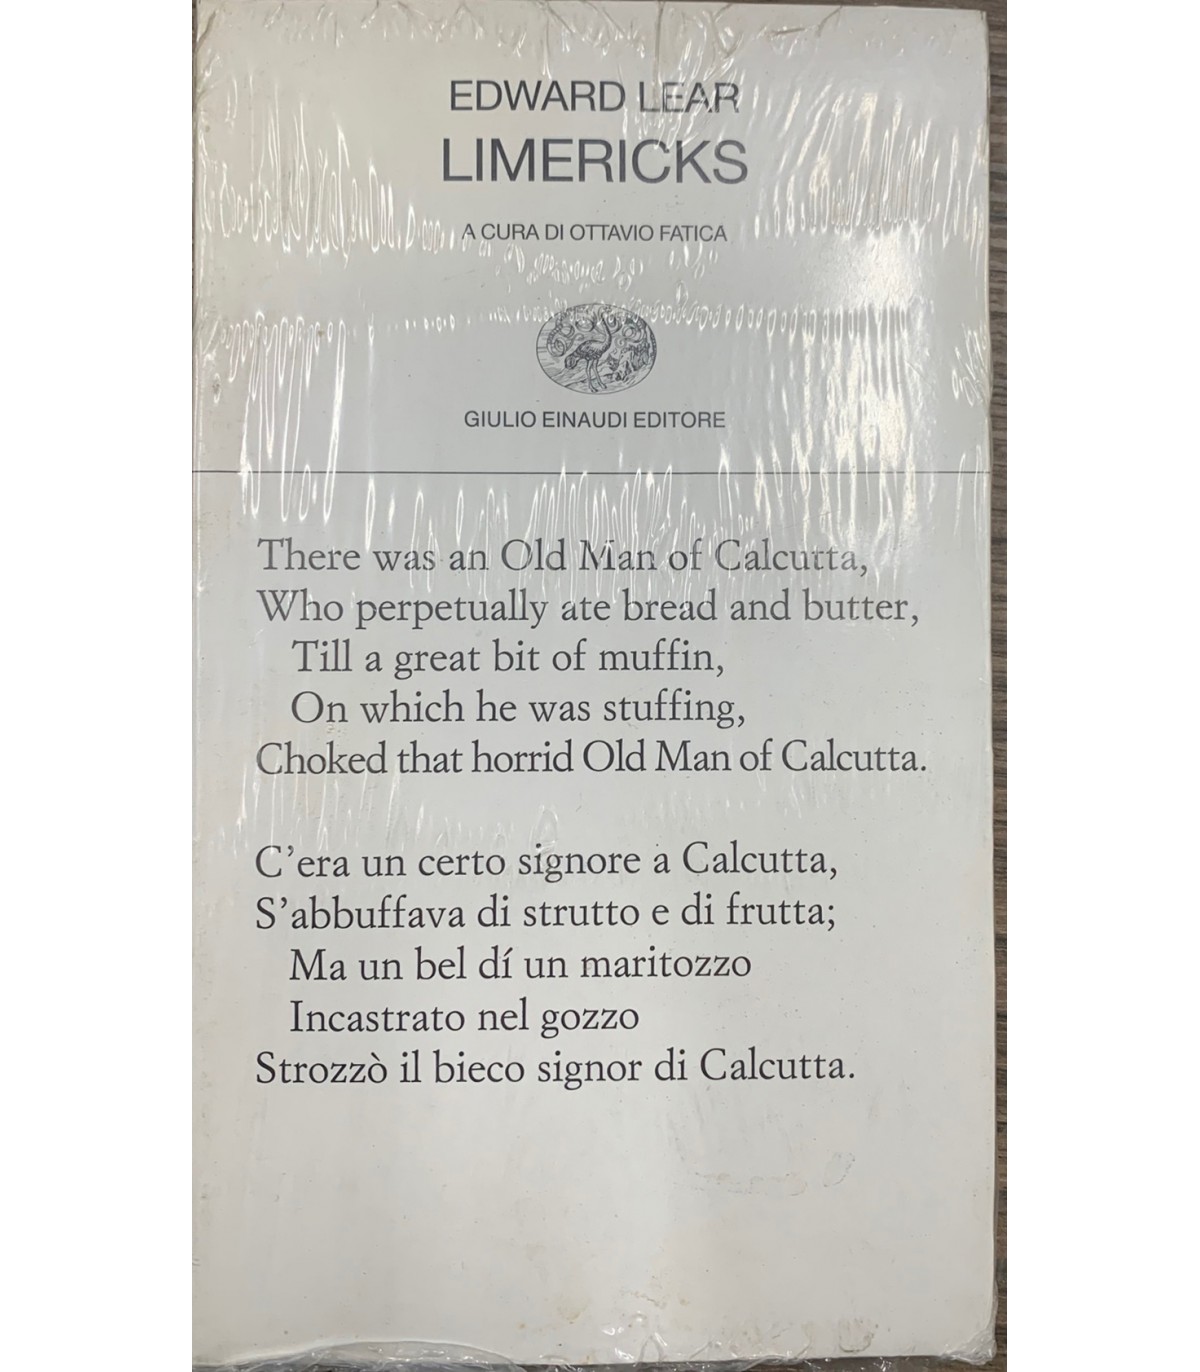 EDWARD LEAR
LIMERICKS
A CURA DI OTTAVIO FATICA
GIULIO EINAUDI EDITORE
There was an Old Man of Calcutta,
Who perpetually ate bread and butter,
Till a great bit of muffin,
On which he was stuffing,
Choked that horrid Old Man of Calcutta.
C'era un certo signore a Calcutta,
S'abbuffava di strutto e di frutta;
Ma un bel dí un maritozzo
Incastrato nel gozzo
Strozzò il bieco signor di Calcutta.